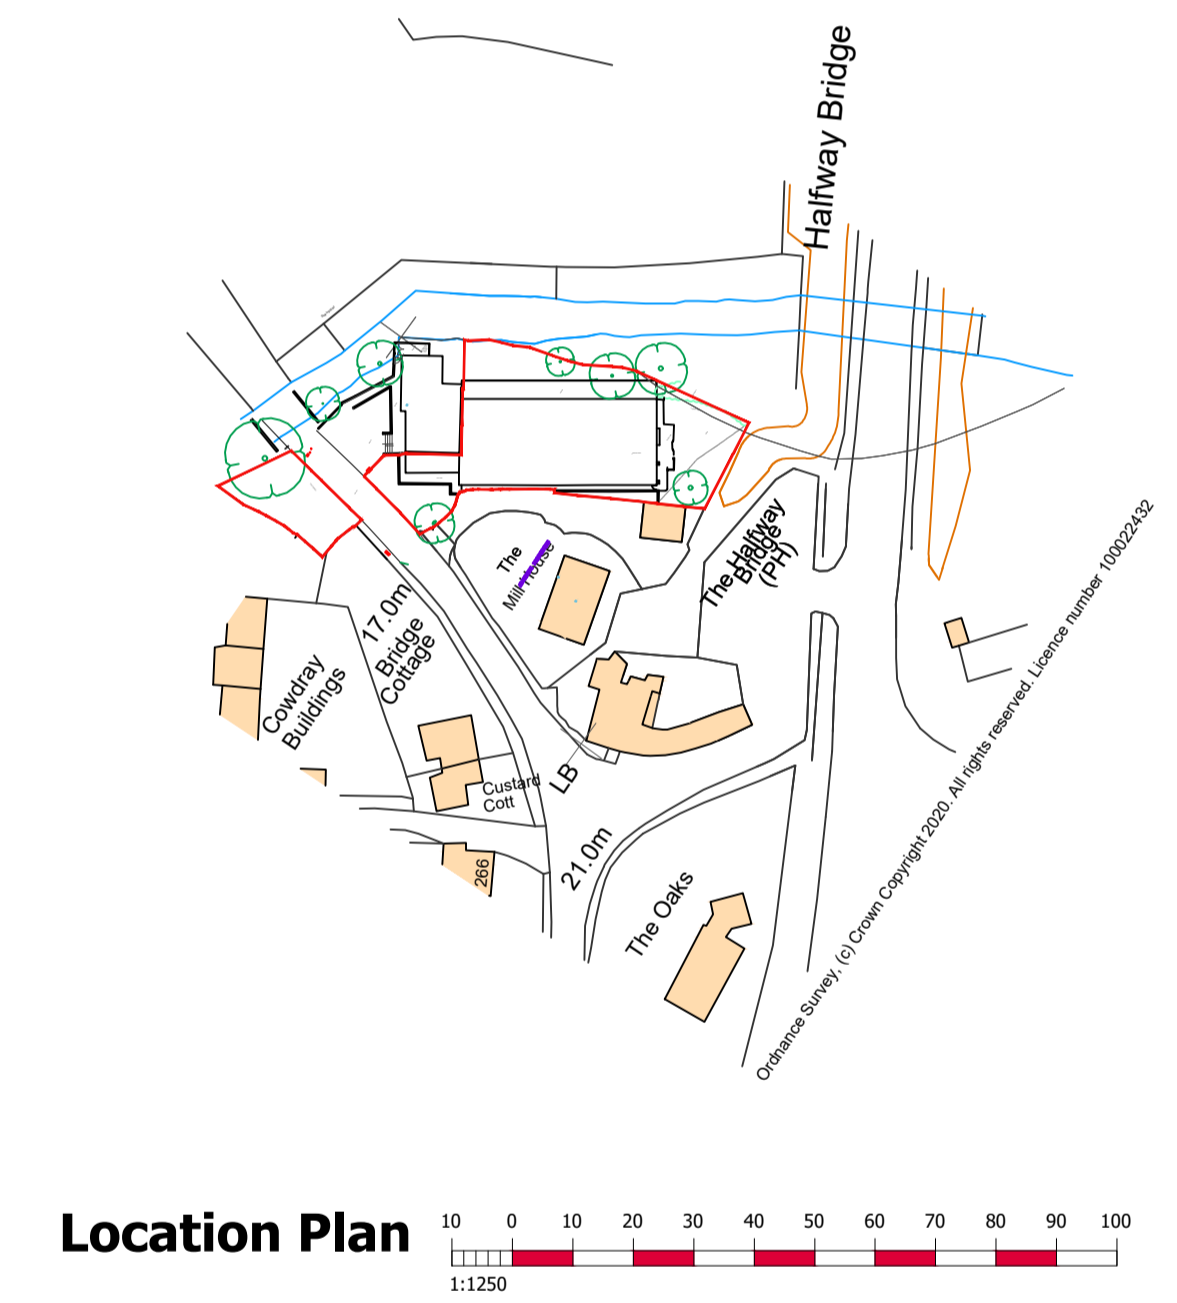 Halfway Bridge
The
Mill House
The Halfway
Bridge
(PH)
17.0m
Bridge
Cottage
Cowdray
Buildings
Custard
Cott
LB
266
21.0m
The Oaks
Ordnance Survey, (c) Crown Copyright 2020. All rights reserved. Licence number 100022432
Location Plan
10 0 10 20 30 40 50 60 70 80 90 100
1:1250